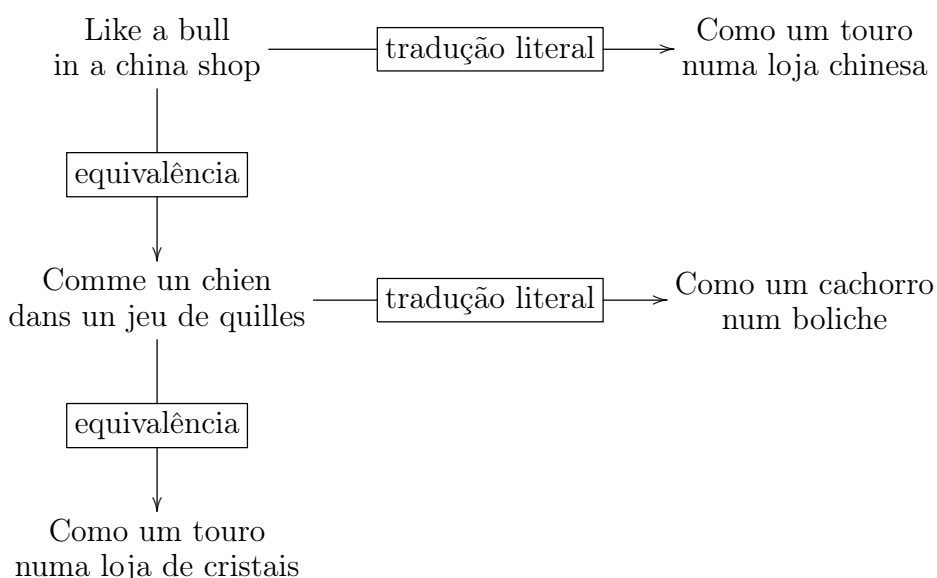 Like a bull
in a china shop
tradução literal
Como um touro
numa loja chinesa
equivalência
Comme un chien
dans un jeu de quilles
tradução literal
Como um cachorro
num boliche
equivalência
Como um touro
numa loja de cristais